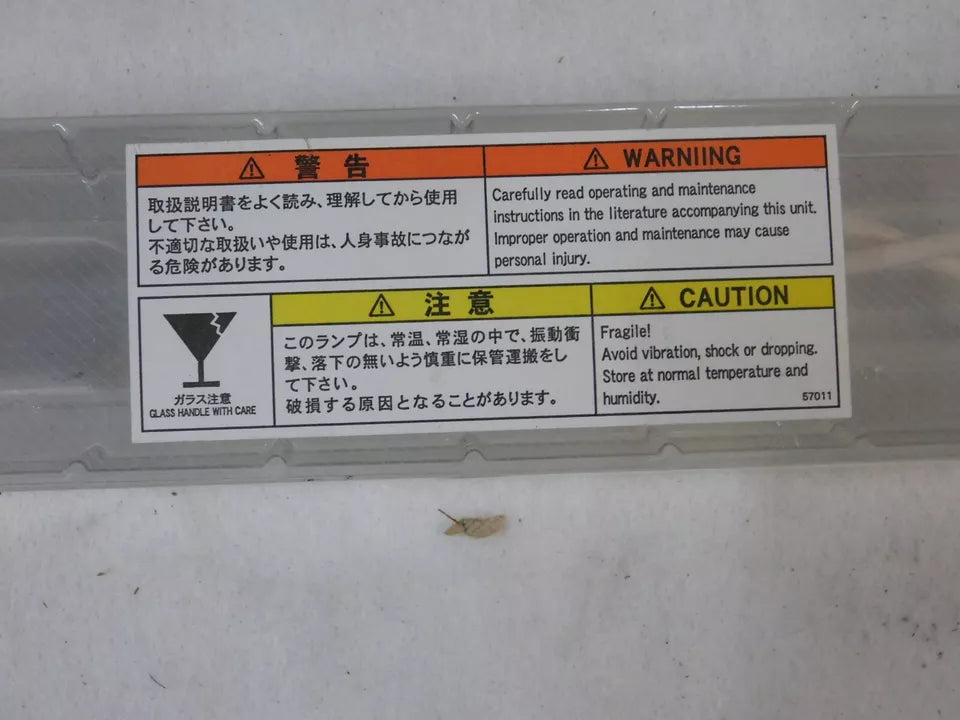 警 告
取扱説明書をよく読み、理解してから使用
して下さい。
不適切な取扱いや使用は、人身事故につなが
る危険があります。
WARNIING
Carefully read operating and maintenance
instructions in the literature accompanying this unit.
Improper operation and maintenance may cause
personal injury.
ガラス注意
GLASS HANDLE WITH CARE
注 意
このランプは、常温、常湿の中で、振動衝
撃、落下の無いよう慎重に保管運搬をし
て下さい。
破損する原因となることがあります。
CAUTION
Fragile!
Avoid vibration, shock or dropping.
Store at normal temperature and
humidity.
57011